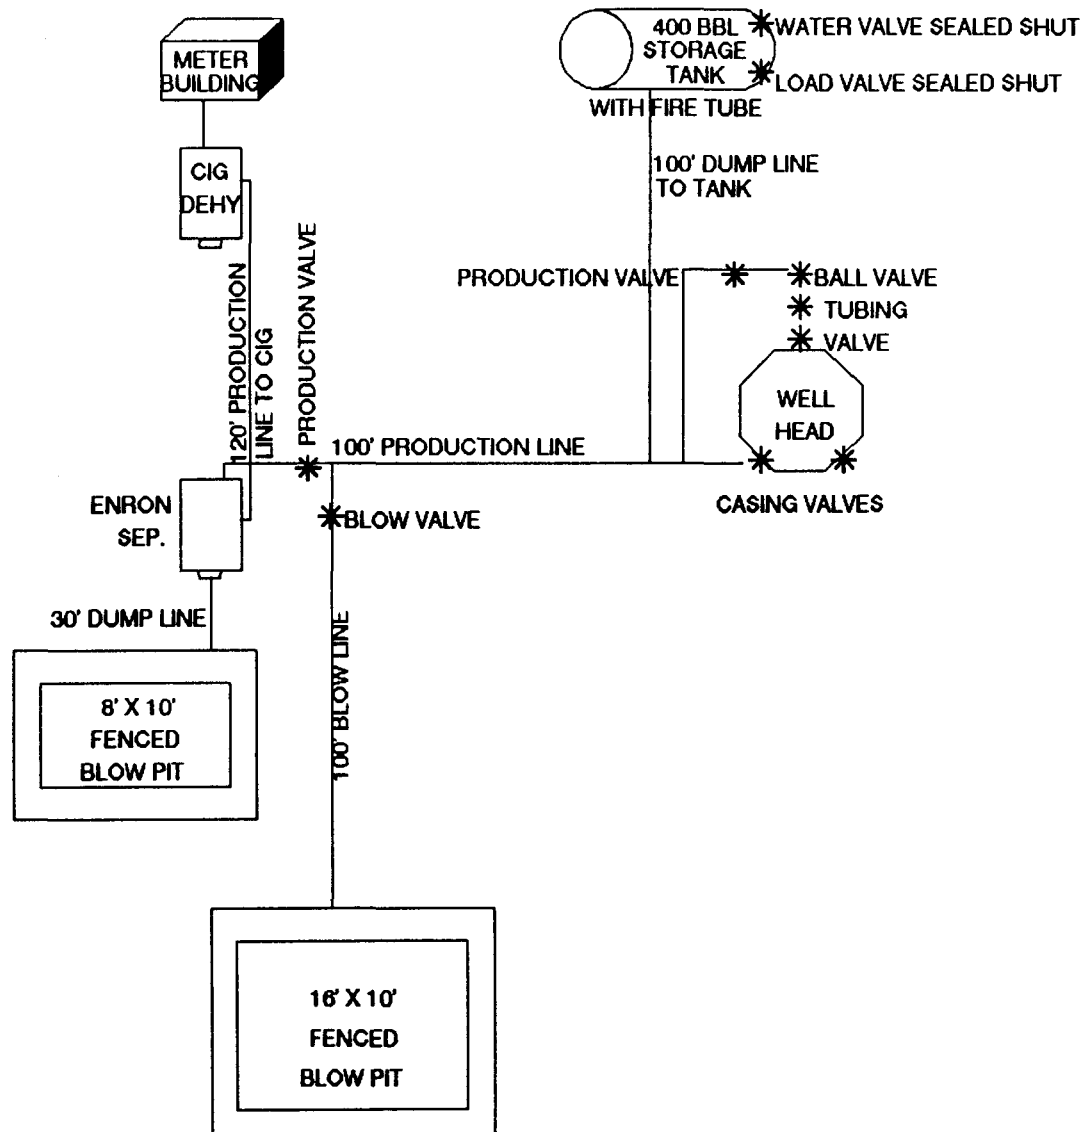 METER
BUILDING
400 BBL
STORAGE
TANK
WITH FIRE TUBE
WATER VALVE SEALED SHUT
LOAD VALVE SEALED SHUT
CIG
DEHY
100' DUMP LINE
TO TANK
120' PRODUCTION
LINE TO CIG
PRODUCTION VALVE
PRODUCTION VALVE
BALL VALVE
TUBING
VALVE
WELL
HEAD
100' PRODUCTION LINE
CASING VALVES
ENRON
SEP.
BLOW VALVE
30' DUMP LINE
100' BLOW LINE
8' X 10'
FENCED
BLOW PIT
16' X 10'
FENCED
BLOW PIT